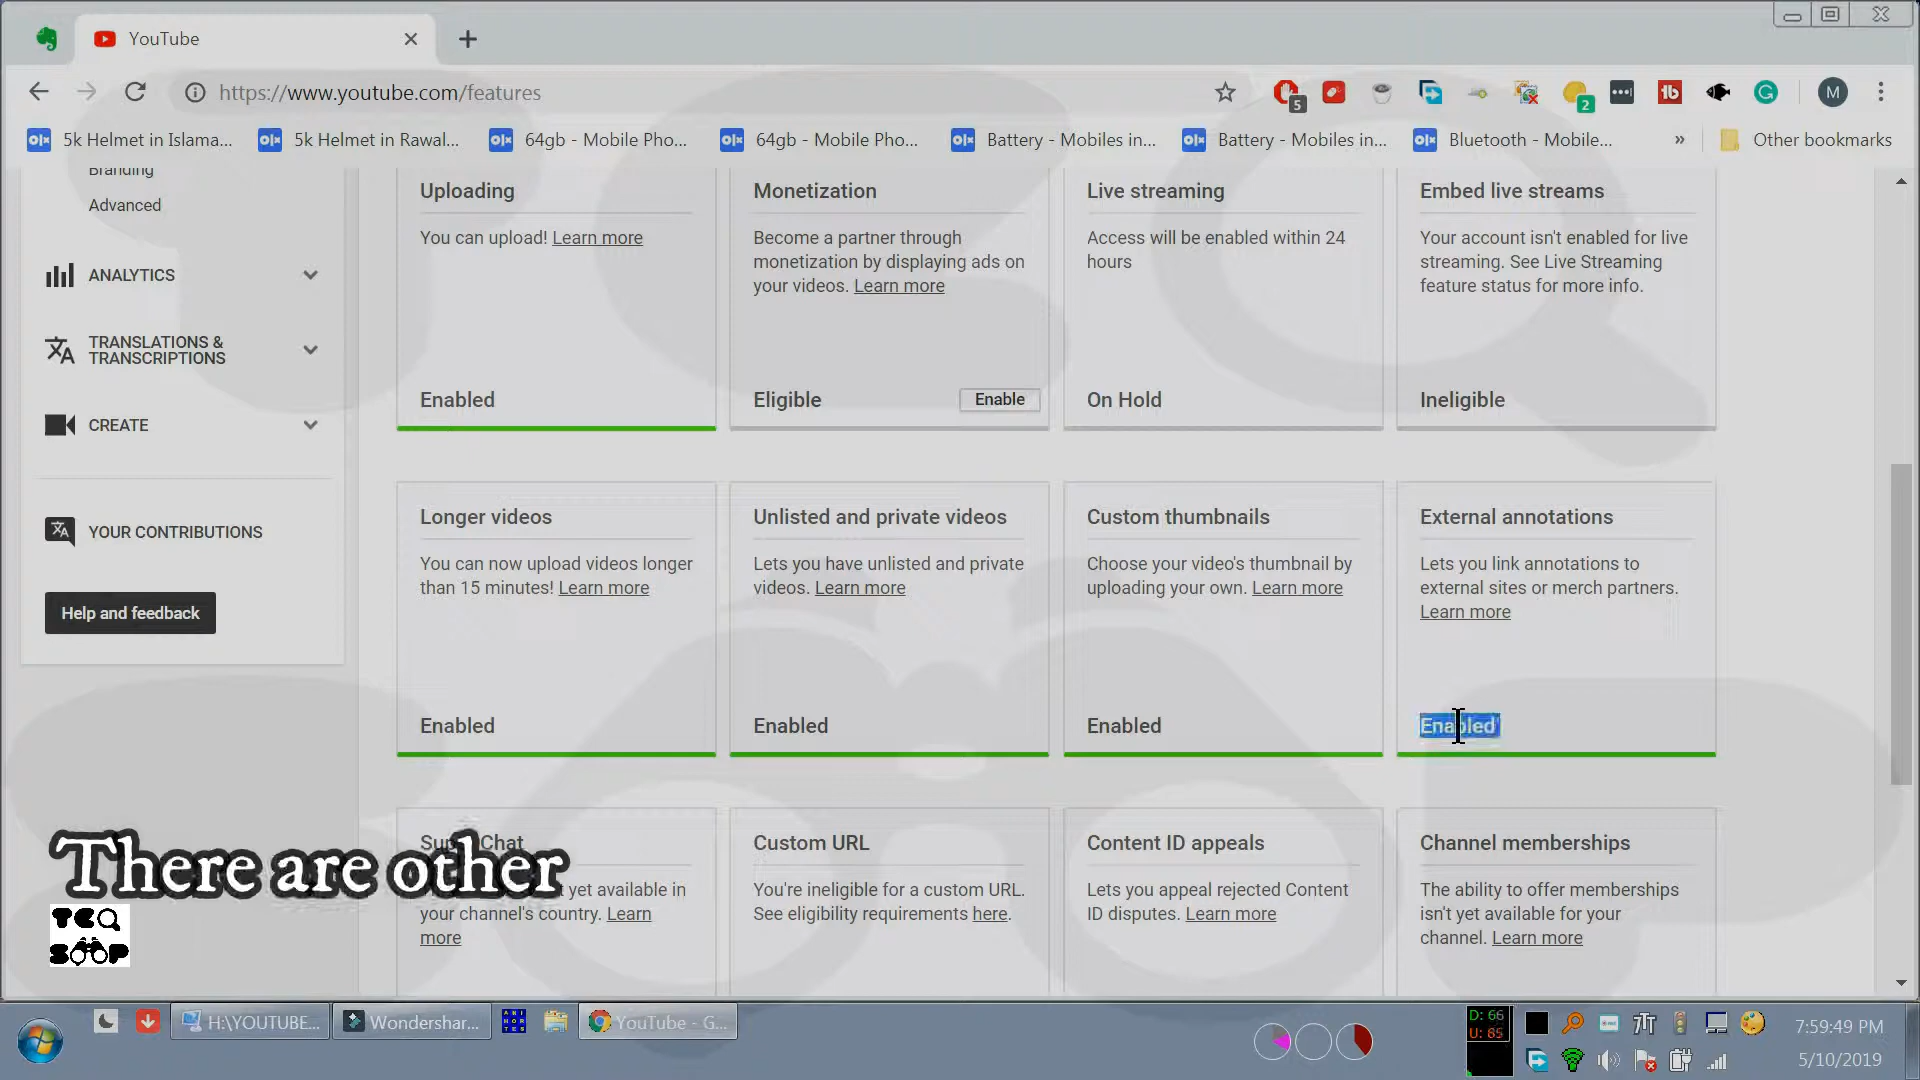 YouTube
https://www.youtube.com/features
5
2
M
5k Helmet in Islama...
5k Helmet in Rawal...
64gb - Mobile Pho...
64gb - Mobile Pho...
Battery - Mobiles in...
Battery - Mobiles in...
Bluetooth - Mobile...
»
Other bookmarks
Branding
Advanced
ANALYTICS
TRANSLATIONS &
TRANSCRIPTIONS
CREATE
YOUR CONTRIBUTIONS
Help and feedback
Uploading
You can upload! Learn more
Enabled
Monetization
Become a partner through
monetization by displaying ads on
your videos. Learn more
Eligible
Enable
Live streaming
Access will be enabled within 24
hours
On Hold
Embed live streams
Your account isn't enabled for live
streaming. See Live Streaming
feature status for more info.
Ineligible
Longer videos
You can now upload videos longer
than 15 minutes! Learn more
Enabled
Unlisted and private videos
Lets you have unlisted and private
videos. Learn more
Enabled
Custom thumbnails
Choose your video's thumbnail by
uploading your own. Learn more
Enabled
External annotations
Lets you link annotations to
external sites or merch partners.
Learn more
Enabled
Chat
yet available in
your channel's country. Learn
more
Custom URL
You're ineligible for a custom URL.
See eligibility requirements here.
Content ID appeals
Lets you appeal rejected Content
ID disputes. Learn more
Channel memberships
The ability to offer memberships
isn't yet available for your
channel. Learn more
There are other
H:\YOUTUBE...
Wondershar...
YouTube - G...
D: 66
U: 85
7:59:49 PM
5/10/2019